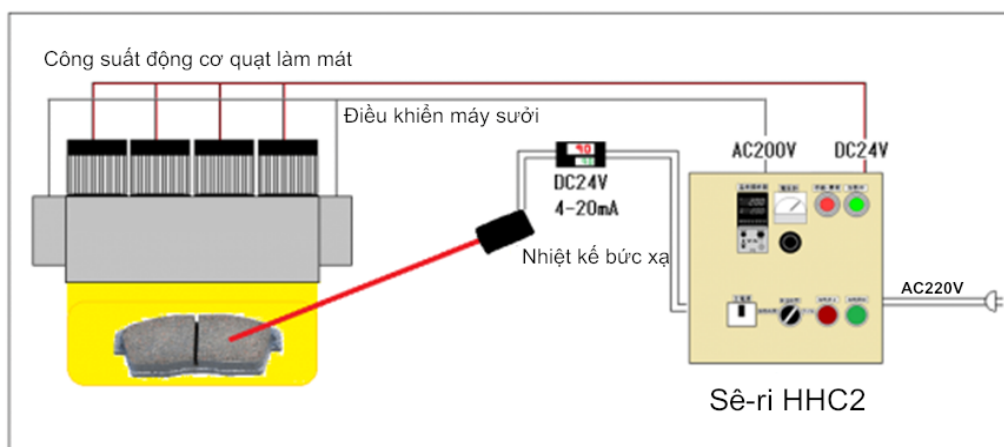 Công suất động cơ quạt làm mát
Điều khiển máy sưởi
AC200V
DC24V
90
DC24V
4-20mA
Nhiệt kế bức xạ
AC220V
Sê-ri HHC2